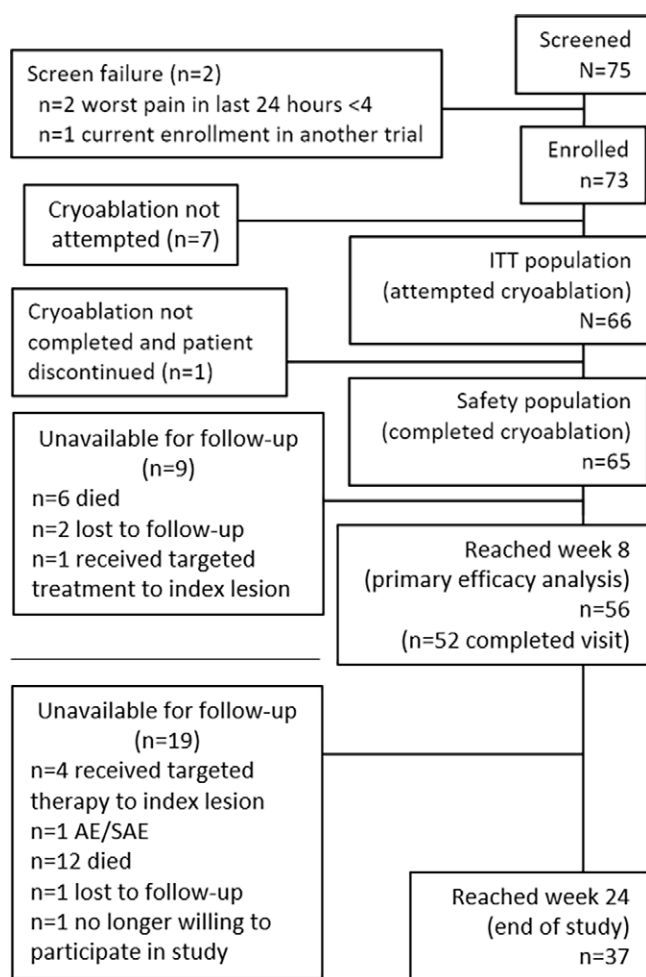 Screened
N=75
Screen failure (n=2)
n=2 worst pain in last 24 hours <4
n=1 current enrollment in another trial
Enrolled
n=73
Cryoablation not
attempted (n=7)
ITT population
(attempted cryoablation)
N=66
Cryoablation not
completed and patient
discontinued (n=1)
Safety population
(completed cryoablation)
n=65
Unavailable for follow-up
(n=9)
n=6 died
n=2 lost to follow-up
n=1 received targeted
treatment to index lesion
Reached week 8
(primary efficacy analysis)
n=56
(n=52 completed visit)
Unavailable for follow-up
(n=19)
n=4 received targeted
therapy to index lesion
n=1 AE/SAE
n=12 died
n=1 lost to follow-up
n=1 no longer willing to
participate in study
Reached week 24
(end of study)
n=37